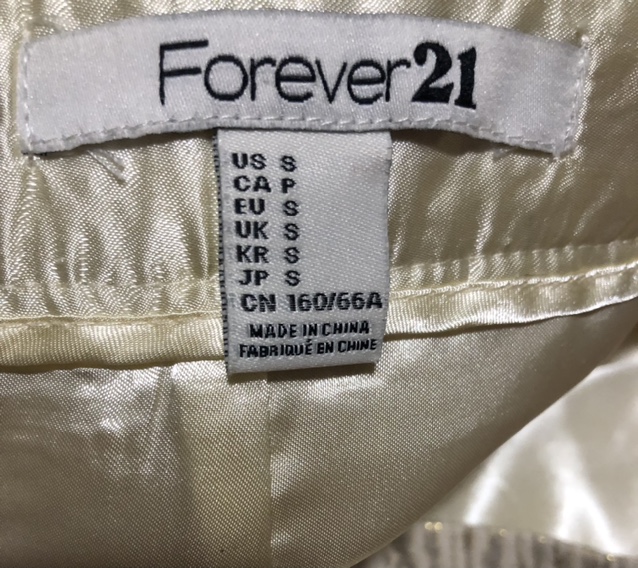 Forever21
US S
CA P
EU S
UK S
KR S
JP S
CN 160/66A
MADE IN CHINA
FABRIQUÉ EN CHINE